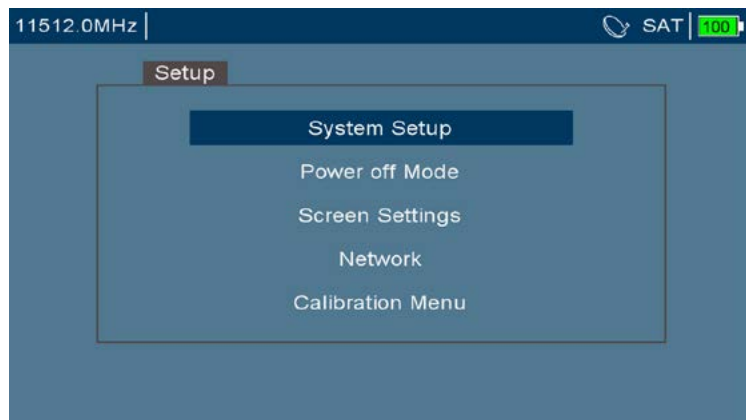 11512.0MHz SAT 100
Setup
System Setup
Power off Mode
Screen Settings
Network
Calibration Menu